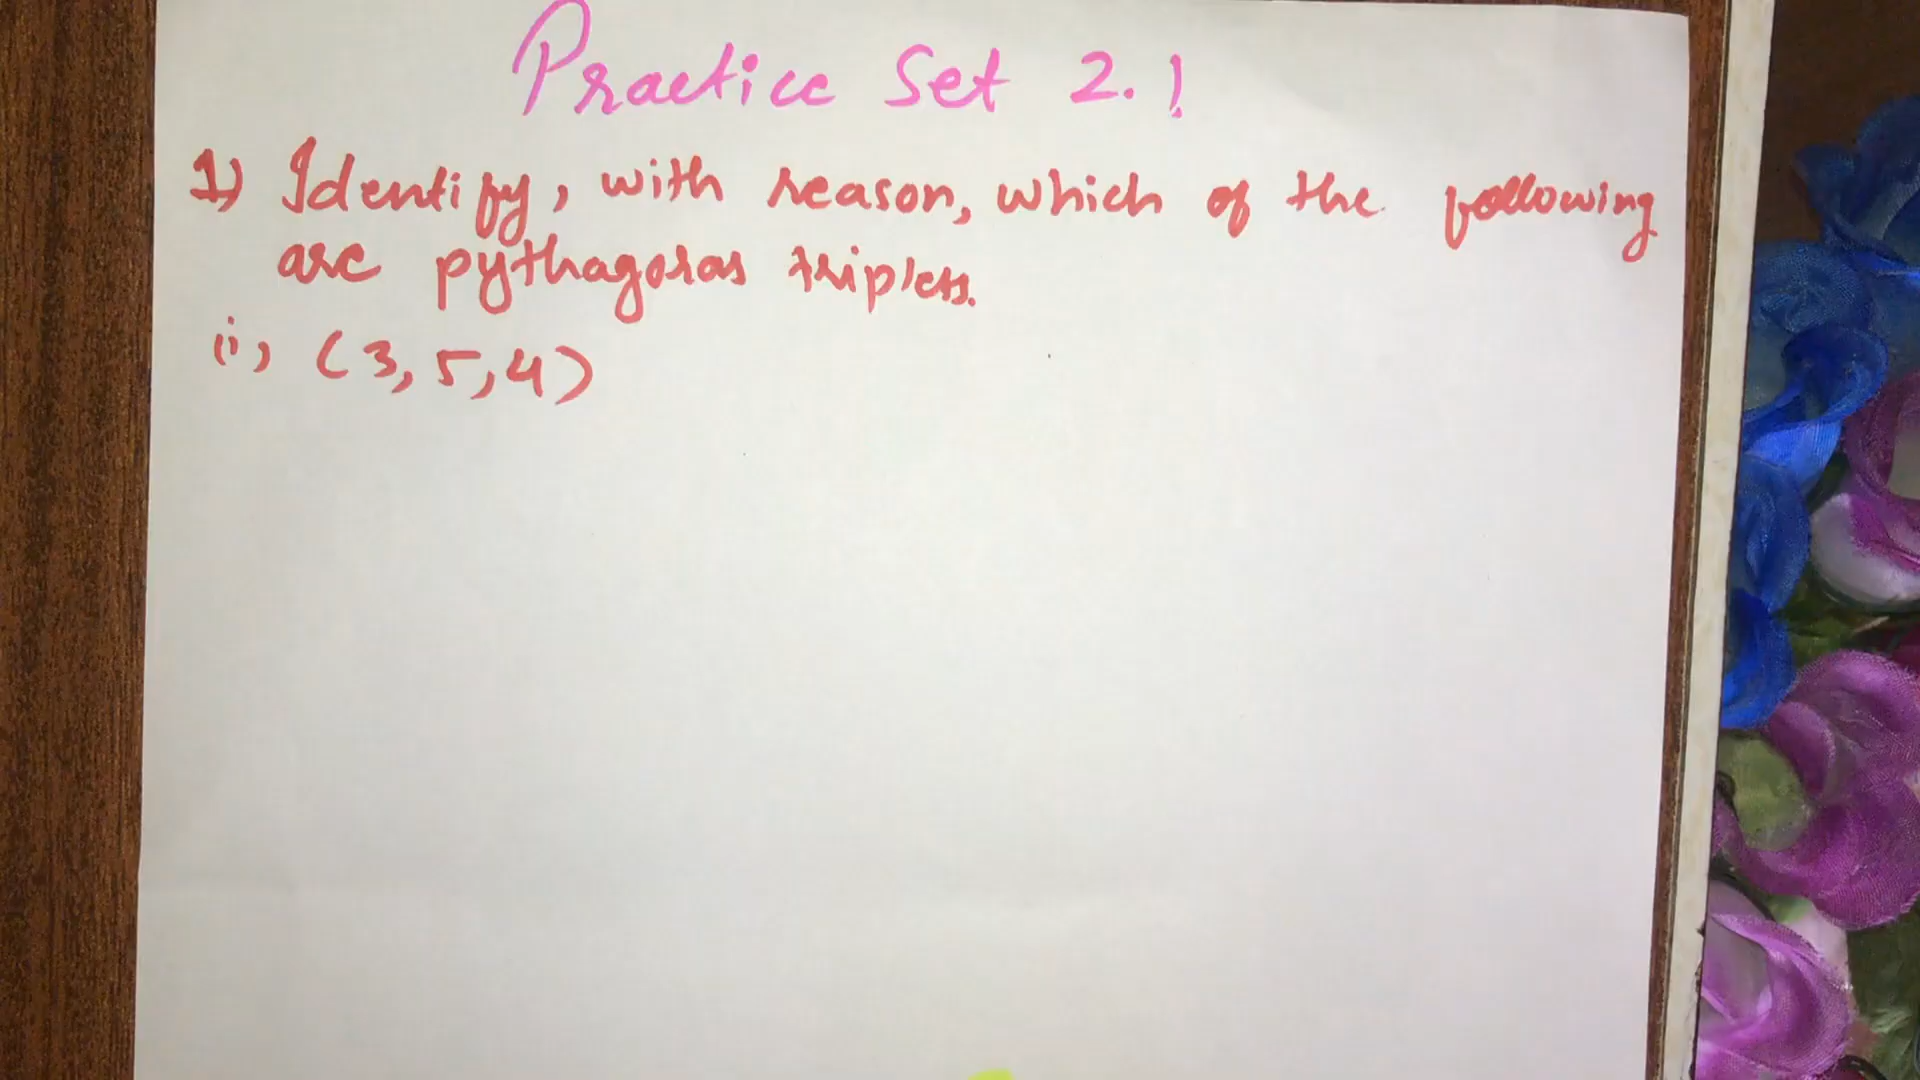 Practice Set 2.1
1) Identify, with reason, which of the following
are pythagoras triplets.
(i) (3,5,4)